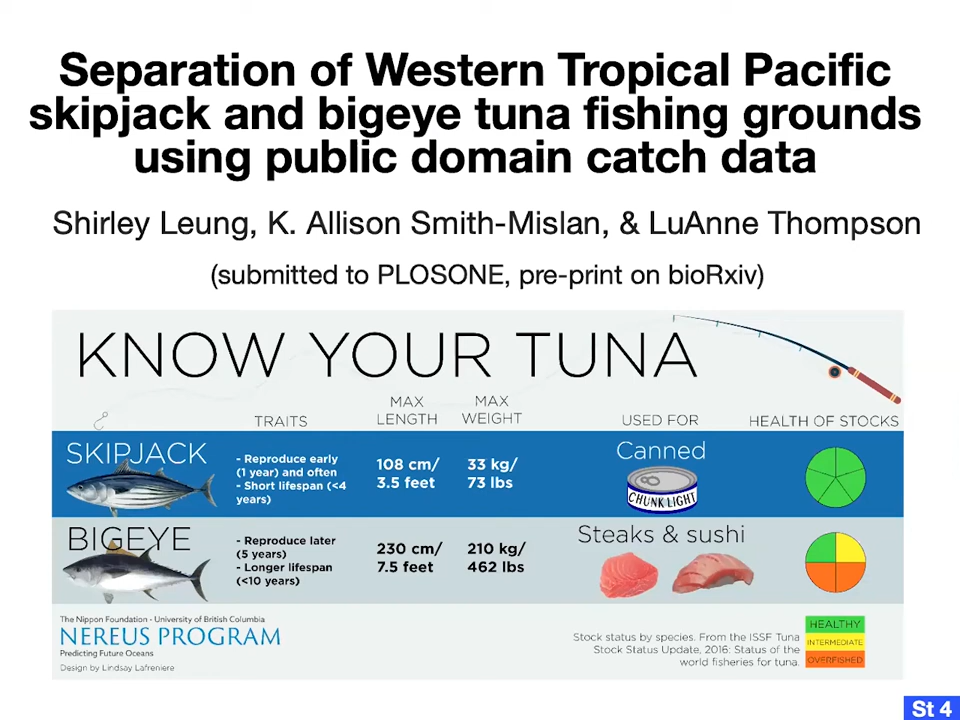 Separation of Western Tropical Pacific
skipjack and bigeye tuna fishing grounds
using public domain catch data
Shirley Leung, K. Allison Smith-Mislan, & LuAnne Thompson
(submitted to PLOSONE, pre-print on bioRxiv)
KNOW YOUR TUNA
TRAITS
MAX
LENGTH
MAX
WEIGHT
USED FOR
HEALTH OF STOCKS
SKIPJACK
- Reproduce early
(1 year) and often
- Short lifespan (<4
years)
108 cm/
3.5 feet
33 kg/
73 lbs
Canned
CHUNK LIGHT
BIGEYE
- Reproduce later
(5 years)
- Longer lifespan
(<10 years)
230 cm/
7.5 feet
210 kg/
462 lbs
Steaks & sushi
The Nippon Foundation - University of British Columbia
NEREUS PROGRAM
Predicting Future Oceans
Design by Lindsay Lafreniere
Stock status by species. From the ISSF Tuna
Stock Status Update, 2016: Status of the
world fisheries for tuna.
HEALTHY
INTERMEDIATE
OVERFISHED
St 4